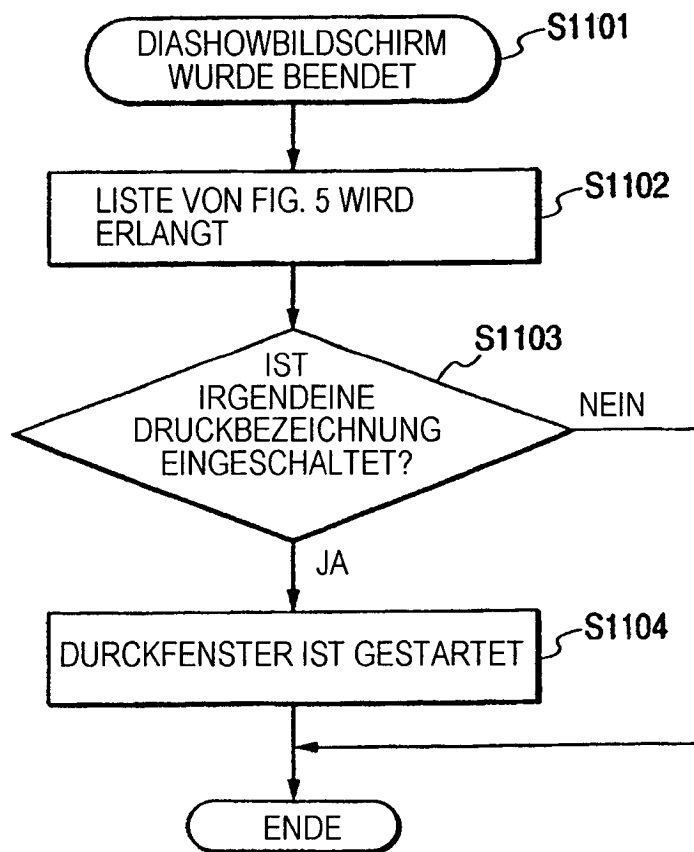 DIASHOWBILDSCHIRM
WURDE BEENDET
S1101
LISTE VON FIG. 5 WIRD
ERLANGT
S1102
IST
IRGENDEINE
DRUCKBEZEICHNUNG
EINGESCHALTET?
S1103
NEIN
JA
DURCKFENSTER IST GESTARTET
S1104
ENDE